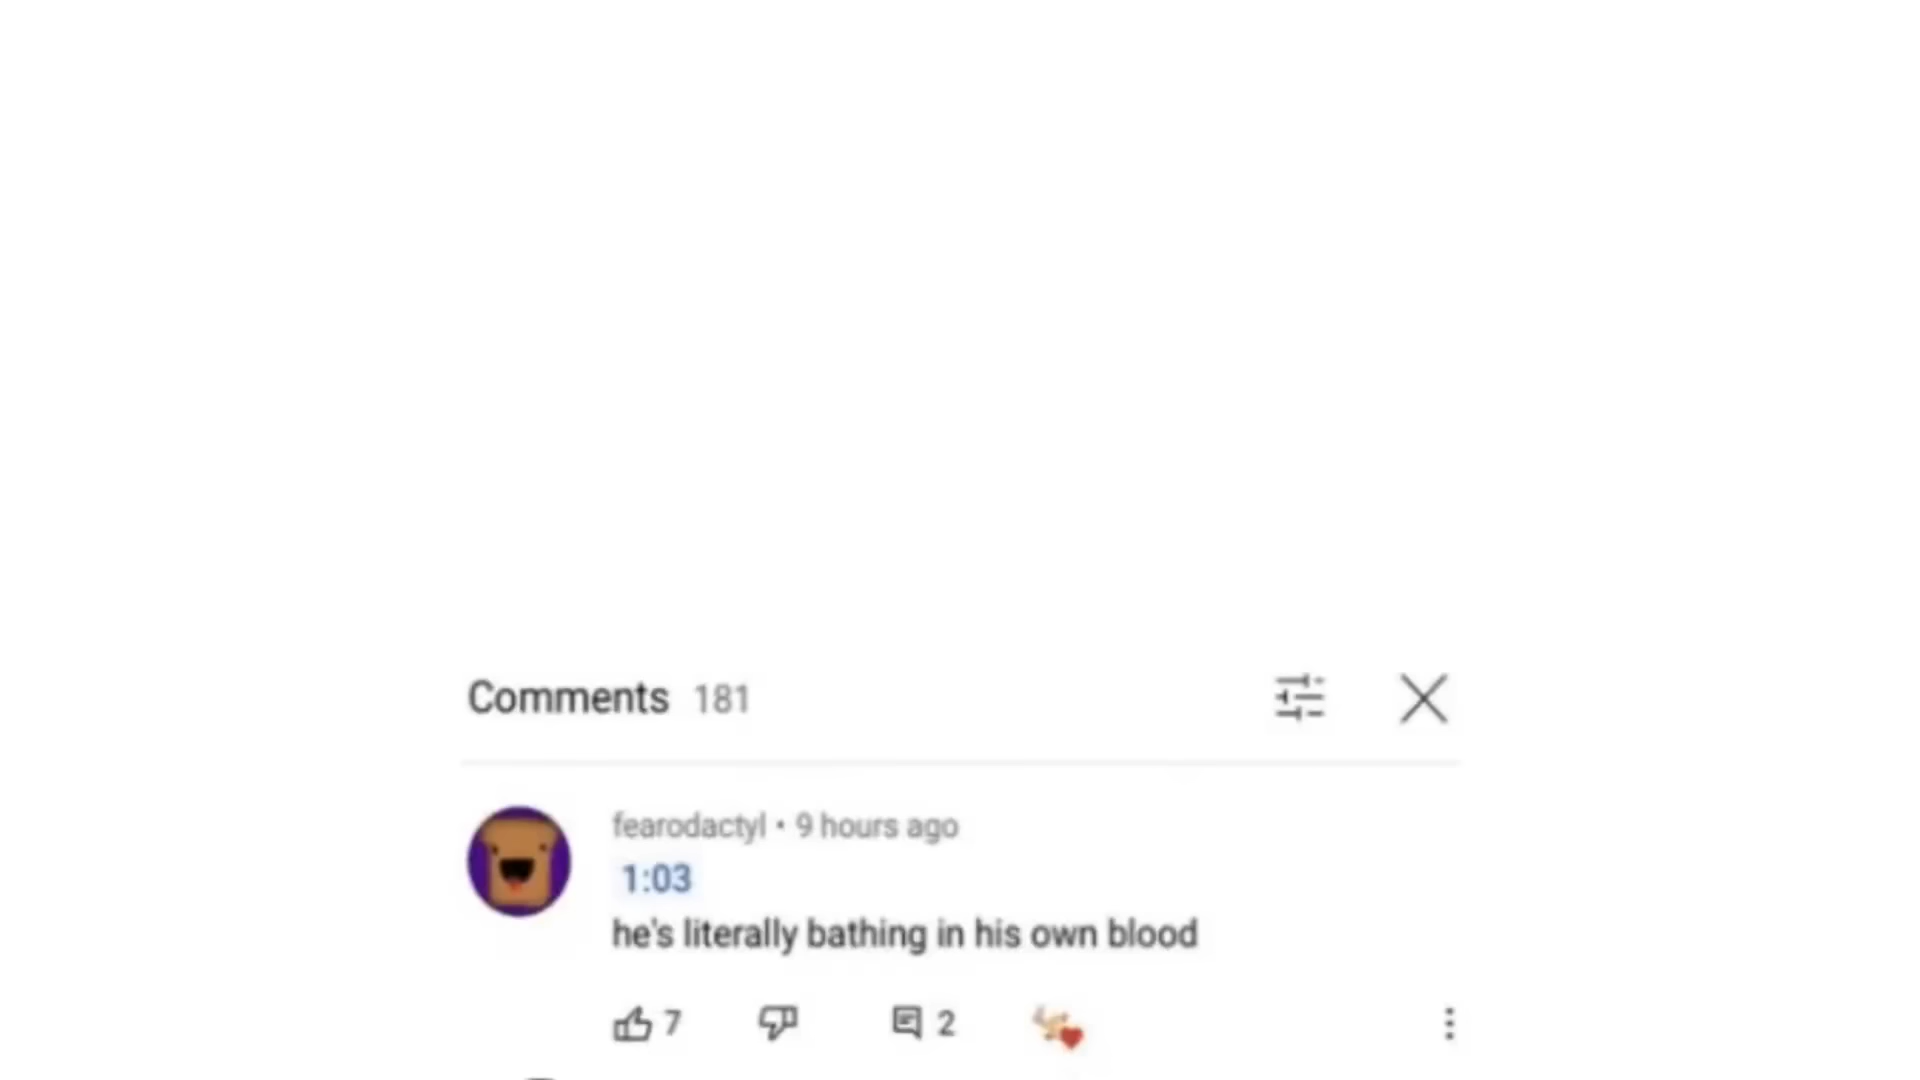 Comments 181
fearodactyl • 9 hours ago
1:03
he's literally bathing in his own blood
7 2